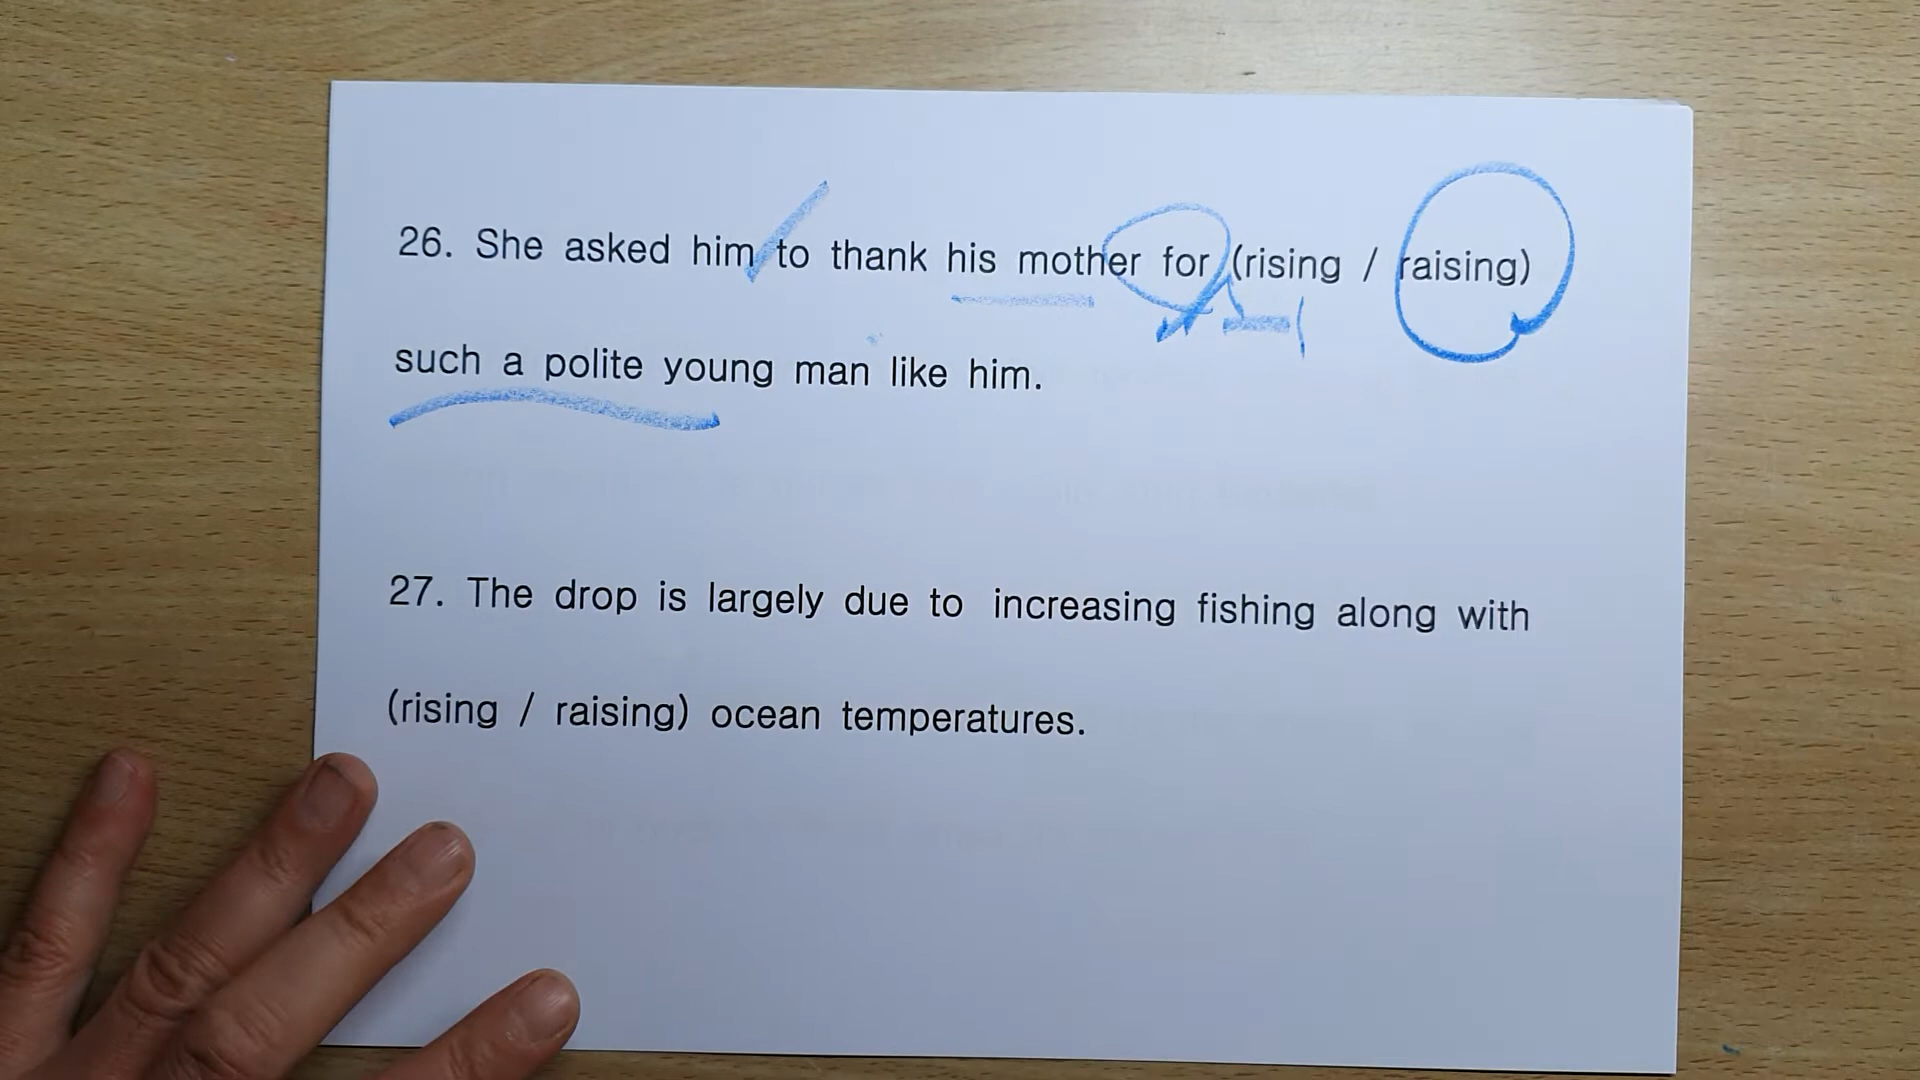 26. She asked him to thank his mother for (rising / raising)
such a polite young man like him.
27. The drop is largely due to increasing fishing along with
(rising / raising) ocean temperatures.